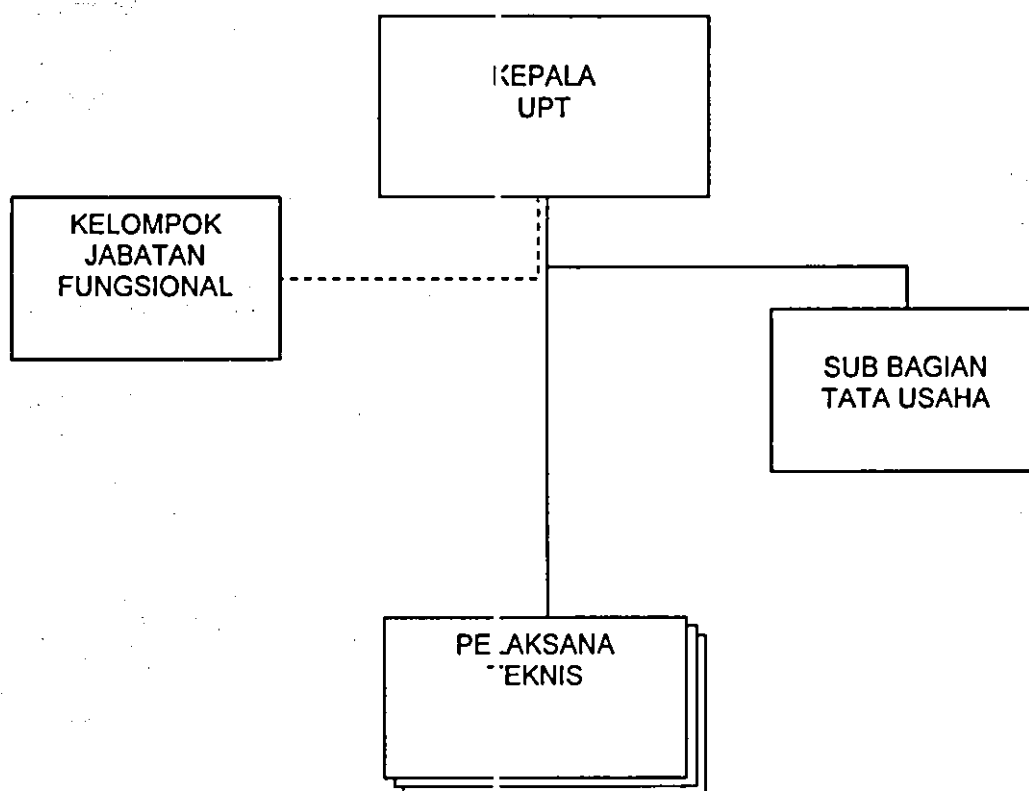 KEPALA
UPT
KELOMPOK
JABATAN
FUNGSIONAL
SUB BAGIAN
TATA USAHA
PELAKSANA
TEKNIS